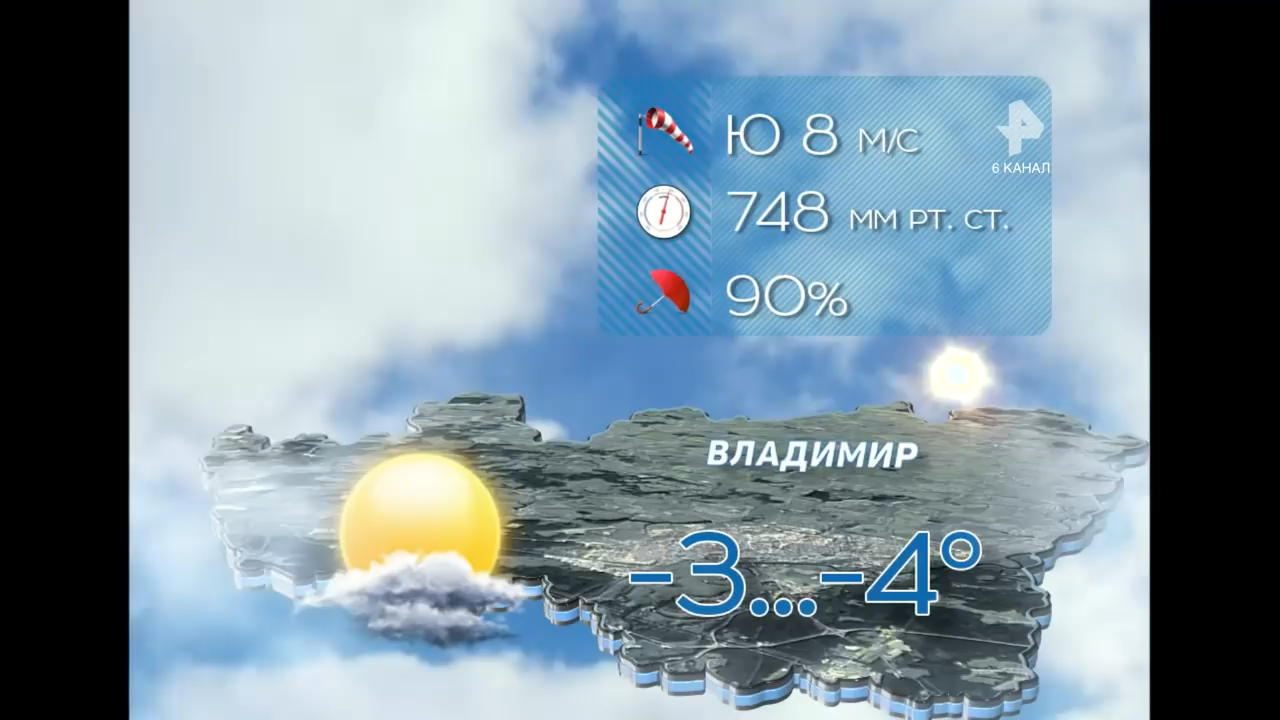 Ю 8 М/С
6 КАНАЛ
748 ММ РТ. СТ.
90%
ВЛАДИМИР
-3...-4°